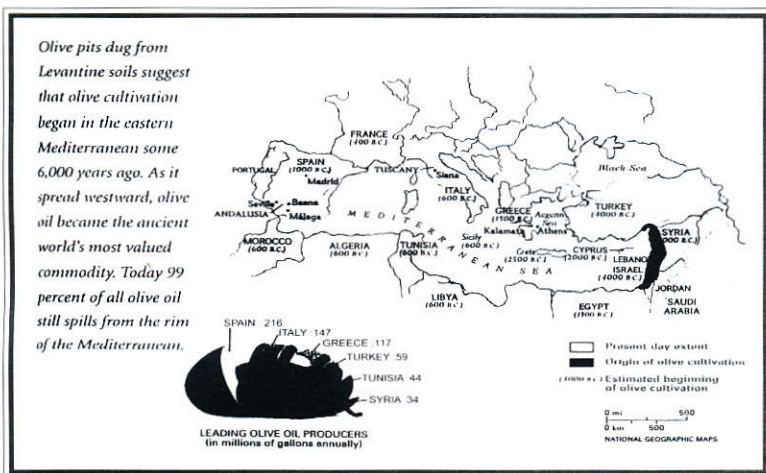 Olive pits dug from
Levantine soils suggest
that olive cultivation
began in the eastern
Mediterranean some
6,000 years ago. As it
spread westward, olive
oil became the ancient
world's most valued
commodity. Today 99
percent of all olive oil
still spills from the rim
of the Mediterranean.
FRANCE
(400 B.C.)
SPAIN
(1000 B.C.)
PORTUGAL
Madrid
TUSCANY
Siena
ITALY
(600 B.C.)
Black Sea
Seville
Baena
ANDALUSIA
Málaga
MEDITERRANEAN SEA
GREECE
(1500 B.C.)
Aegean
Sea
Kalamata
Athens
TURKEY
(4000 B.C.)
SYRIA
000 B.C.)
MOROCCO
(600 B.C.)
ALGERIA
(600 B.C.)
TUNISIA
(600 B.C.)
Sicily
(600 B.C.)
Crete
(2500 B.C.)
CYPRUS
(2000 B.C.)
LEBANO
ISRAEL
(4000 B.C.)
JORDAN
LIBYA
(600 B.C.)
EGYPT
SAUDI
ARABIA
SPAIN : 216
ITALY : 147
GREECE : 117
TURKEY : 59
TUNISIA : 44
SYRIA : 34
LEADING OLIVE OIL PRODUCERS
(in millions of gallons annually)
Present day extent
Origin of olive cultivation
Estimated beginning
of olive cultivation
0 mi 500
0 km 500
NATIONAL GEOGRAPHIC MAPS